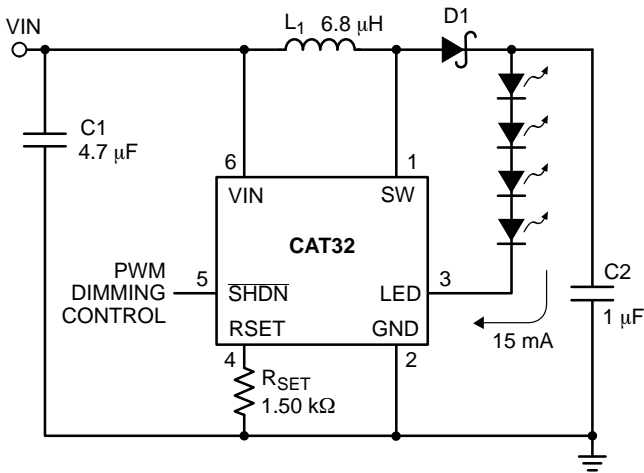 VIN
L1 6.8 μH
D1
C1
4.7 μF
6
1
VIN
SW
CAT32
PWM
DIMMING
CONTROL
5
SHDN
LED
3
RSET
GND
4
2
15 mA
C2
1 μF
RSET
1.50 kΩ